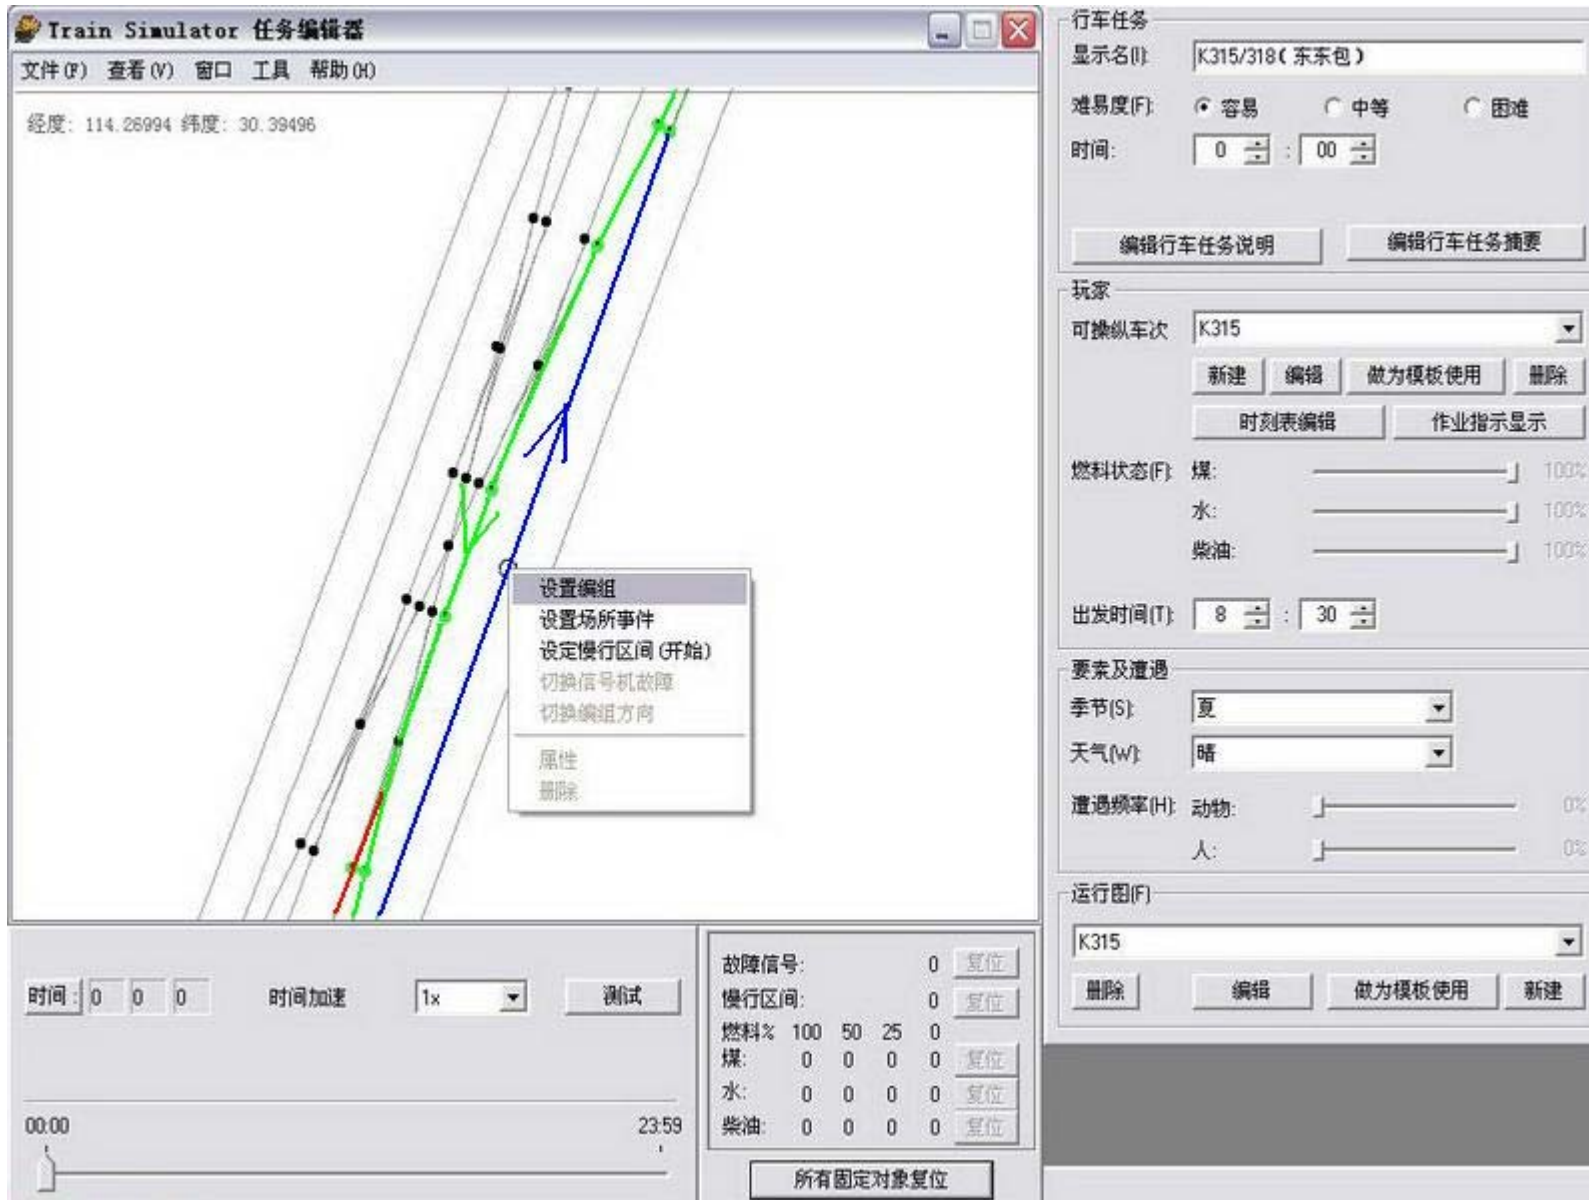 Train Simulator 任务编辑器
文件(F) 查看(V) 窗口 工具 帮助(H)
经度: 114.26994 纬度: 30.39496
设置编组
设置场所事件
设定慢行区间(开始)
切换信号机故障
切换编组方向
属性
删除
时间: 0 0 0 时间加速 1x 测试
00:00 23:59
故障信号: 0 复位
慢行区间: 0 复位
燃料% 100 50 25 0
煤: 0 0 0 0 复位
水: 0 0 0 0 复位
柴油: 0 0 0 0 复位
所有固定对象复位
行车任务
显示名(I): K315/318(东东包)
难易度(F): 容易 中等 困难
时间: 0 : 00
编辑行车任务说明 编辑行车任务摘要
玩家
可操纵车次 K315
新建 编辑 做为模板使用 删除
时刻表编辑 作业指示显示
燃料状态(F): 煤: 100%
水: 100%
柴油: 100%
出发时间(T): 8 : 30
要素及遭遇
季节(S): 夏
天气(W): 晴
遭遇频率(H): 动物: 0%
人: 0%
运行图(F)
K315
删除 编辑 做为模板使用 新建